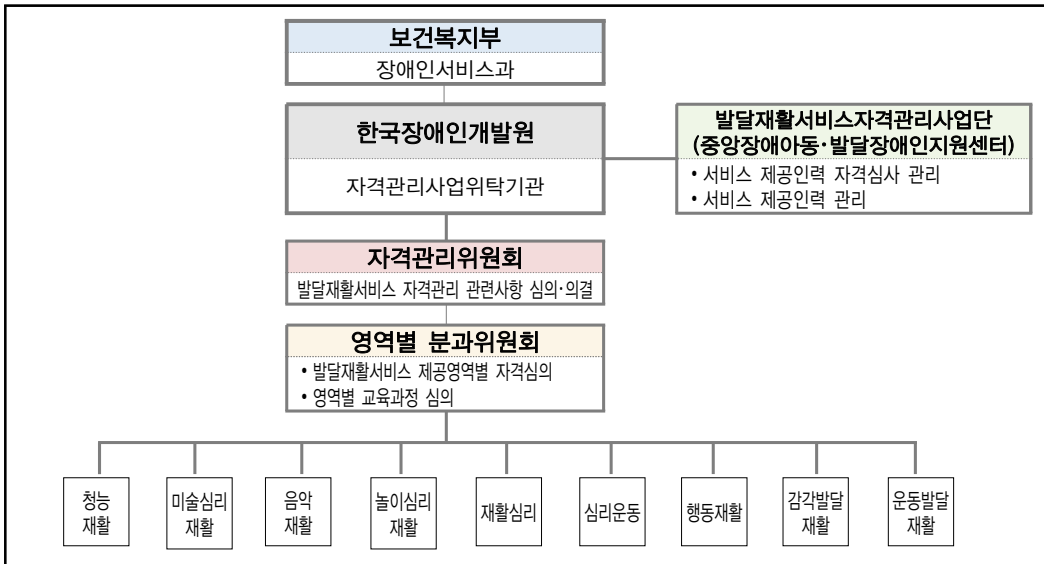 보건복지부
장애인서비스과
한국장애인개발원
자격관리사업위탁기관
발달재활서비스자격관리사업단
(중앙장애아동·발달장애인지원센터)
• 서비스 제공인력 자격심사 관리
• 서비스 제공인력 관리
자격관리위원회
발달재활서비스 자격관리 관련사항 심의·의결
영역별 분과위원회
• 발달재활서비스 제공영역별 자격심의
• 영역별 교육과정 심의
청능
재활
미술심리
재활
음악
재활
놀이심리
재활
재활심리
심리운동
행동재활
감각발달
재활
운동발달
재활